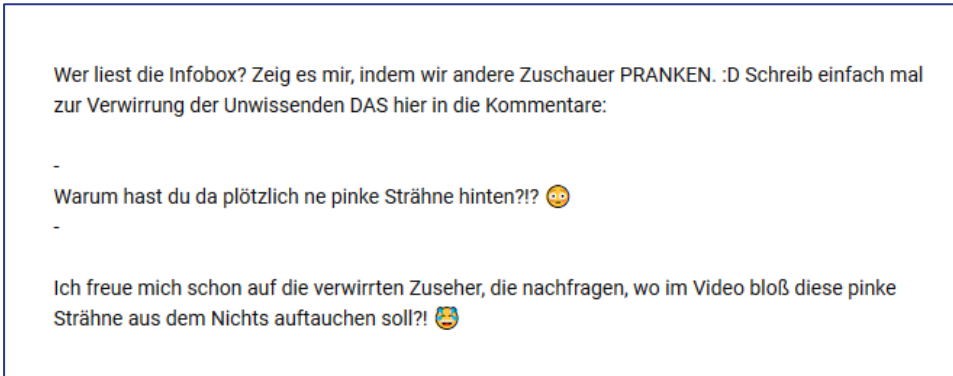 Wer liest die Infobox? Zeig es mir, indem wir andere Zuschauer PRANKEN. :D Schreib einfach mal
zur Verwirrung der Unwissenden DAS hier in die Kommentare:
-
Warum hast du da plötzlich ne pinke Strähne hinten?!? 😳
-
Ich freue mich schon auf die verwirrten Zuseher, die nachfragen, wo im Video bloß diese pinke
Strähne aus dem Nichts auftauchen soll?! 😂